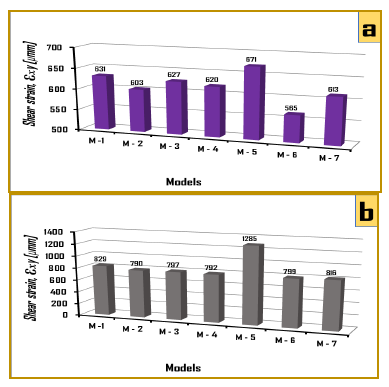 a
Shear strain, Ɛxy (µmm)
700
650
600
550
500
631
603
627
620
671
565
613
M -1
M - 2
M - 3
M - 4
M - 5
M - 6
M - 7
Models
b
Shear strain, Ɛxy (µmm)
1400
1200
1000
800
600
400
200
0
829
790
797
792
1285
799
816
M -1
M - 2
M - 3
M - 4
M - 5
M - 6
M - 7
Models